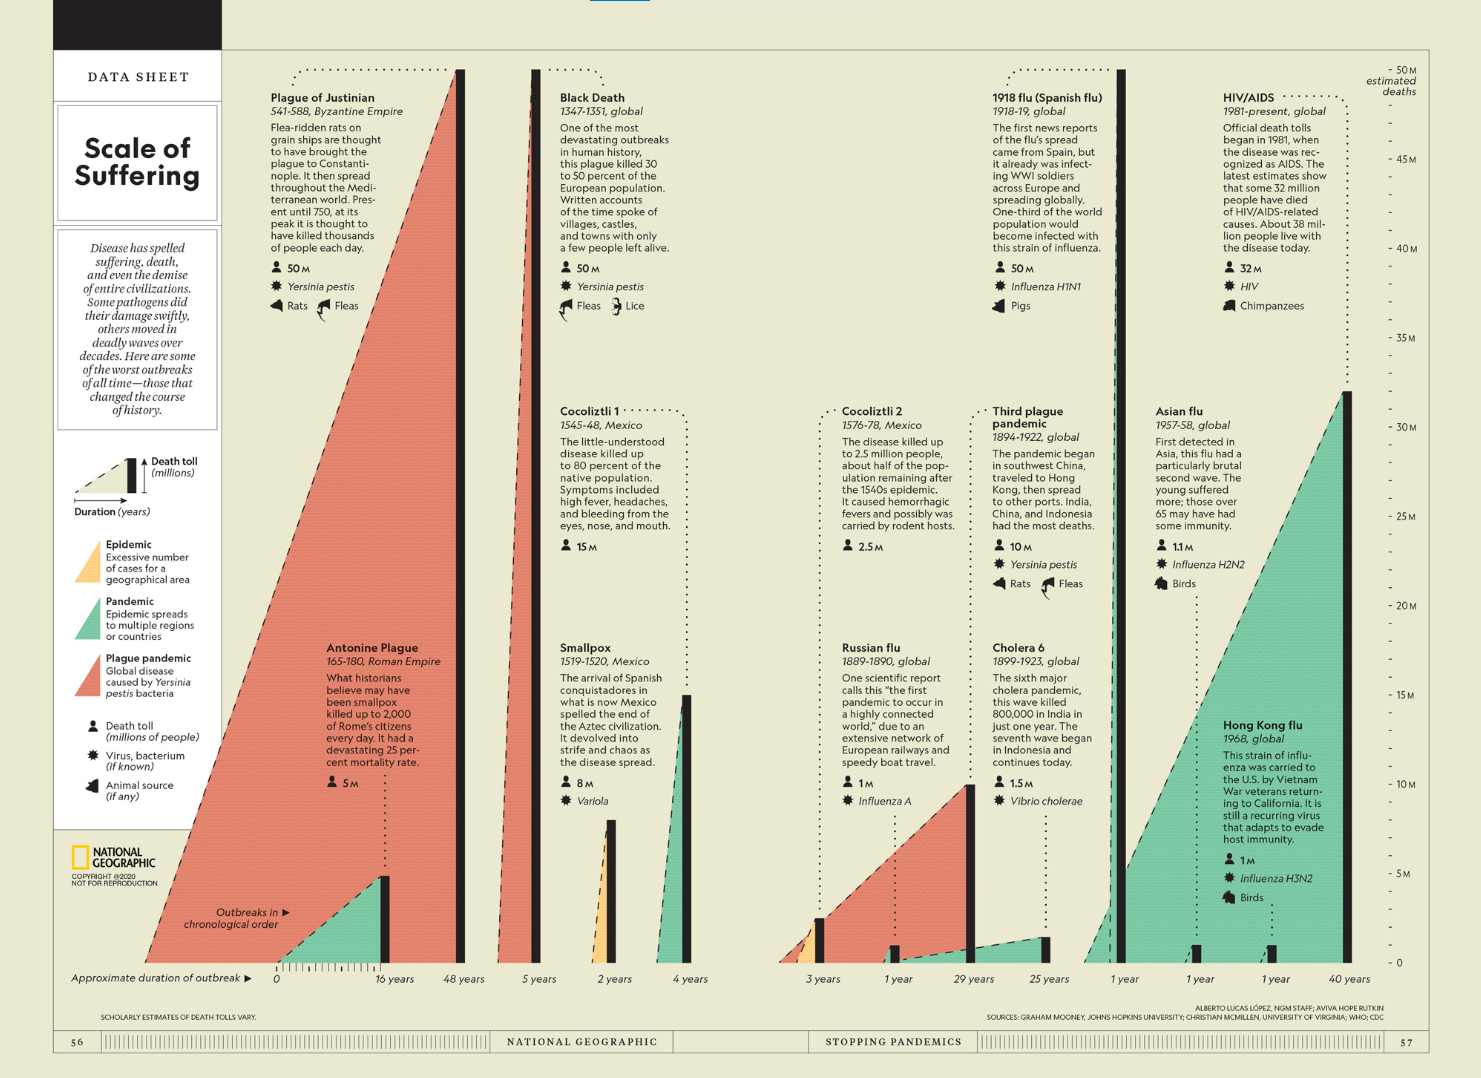 DATA SHEET
Scale of
Suffering
Disease has spelled
suffering, death,
and even the demise
of entire civilizations.
Some pathogens did
their damage swiftly,
others moved in
deadly waves over
decades. Here are some
of the worst outbreaks
of all time—those that
changed the course
of history.
Death toll
(millions)
Duration (years)
Epidemic
Excessive number
of cases for a
geographical area
Pandemic
Epidemic spreads
to multiple regions
or countries
Plague pandemic
Global disease
caused by Yersinia
pestis bacteria
Death toll
(millions of people)
Virus, bacterium
(if known)
Animal source
(if any)
NATIONAL
GEOGRAPHIC
COPYRIGHT @2020
NOT FOR REPRODUCTION
Plague of Justinian
541-588, Byzantine Empire
Flea-ridden rats on
grain ships are thought
to have brought the
plague to Constanti-
nople. It then spread
throughout the Medi-
terranean world. Pres-
ent until 750, at its
peak it is thought to
have killed thousands
of people each day.
50 M
Yersinia pestis
Rats Fleas
Black Death
1347-1351, global
One of the most
devastating outbreaks
in human history,
this plague killed 30
to 50 percent of the
European population.
Written accounts
of the time spoke of
villages, castles,
and towns with only
a few people left alive.
50 M
Yersinia pestis
Fleas Lice
1918 flu (Spanish flu)
1918-19, global
The first news reports
of the flu's spread
came from Spain, but
it already was infect-
ing WWI soldiers
across Europe and
spreading globally.
One-third of the world
population would
become infected with
this strain of influenza.
50 M
Influenza H1N1
Pigs
HIV/AIDS
1981-present, global
Official death tolls
began in 1981, when
the disease was rec-
ognized as AIDS. The
latest estimates show
that some 32 million
people have died
of HIV/AIDS-related
causes. About 38 mil-
lion people live with
the disease today.
32 M
HIV
Chimpanzees
Cocoliztli 1
1545-48, Mexico
The little-understood
disease killed up
to 80 percent of the
native population.
Symptoms included
high fever, headaches,
and bleeding from the
eyes, nose, and mouth.
15 M
Cocoliztli 2
1576-78, Mexico
The disease killed up
to 2.5 million people,
about half of the pop-
ulation remaining after
the 1540s epidemic.
It caused hemorrhagic
fevers and possibly was
carried by rodent hosts.
2.5 M
Third plague
pandemic
1894-1922, global
The pandemic began
in southwest China,
traveled to Hong
Kong, then spread
to other ports. India,
China, and Indonesia
had the most deaths.
10 M
Yersinia pestis
Rats Fleas
Asian flu
1957-58, global
First detected in
Asia, this flu had a
particularly brutal
second wave. The
young suffered
more; those over
65 may have had
some immunity.
1.1 M
Influenza H2N2
Birds
Antonine Plague
165-180, Roman Empire
What historians
believe may have
been smallpox
killed up to 2,000
of Rome's citizens
every day. It had a
devastating 25 per-
cent mortality rate.
5 M
Smallpox
1519-1520, Mexico
The arrival of Spanish
conquistadores in
what is now Mexico
spelled the end of
the Aztec civilization.
It devolved into
strife and chaos as
the disease spread.
8 M
Variola
Russian flu
1889-1890, global
One scientific report
calls this "the first
pandemic to occur in
a highly connected
world," due to an
extensive network of
European railways and
speedy boat travel.
1 M
Influenza A
Cholera 6
1899-1923, global
The sixth major
cholera pandemic,
this wave killed
800,000 in India in
just one year. The
seventh wave began
in Indonesia and
continues today.
1.5 M
Vibrio cholerae
Hong Kong flu
1968, global
This strain of influ-
enza was carried to
the U.S. by Vietnam
War veterans return-
ing to California. It is
still a recurring virus
that adapts to evade
host immunity.
1 M
Influenza H3N2
Birds
50 M
estimated
deaths
45 M
40 M
35 M
30 M
25 M
20 M
15 M
10 M
5 M
0
Outbreaks in
chronological order
Approximate duration of outbreak
0 16 years 48 years 5 years 2 years 4 years 3 years 1 year 29 years 25 years 1 year 1 year 1 year 40 years
SCHOLARLY ESTIMATES OF DEATH TOLLS VARY.
ALBERTO LUCAS LÓPEZ, NGM STAFF; AVIVA HOPE RUTKIN
SOURCES: GRAHAM MOONEY, JOHNS HOPKINS UNIVERSITY; CHRISTIAN MCMILLEN, UNIVERSITY OF VIRGINIA; WHO; CDC
56 NATIONAL GEOGRAPHIC STOPPING PANDEMICS 57